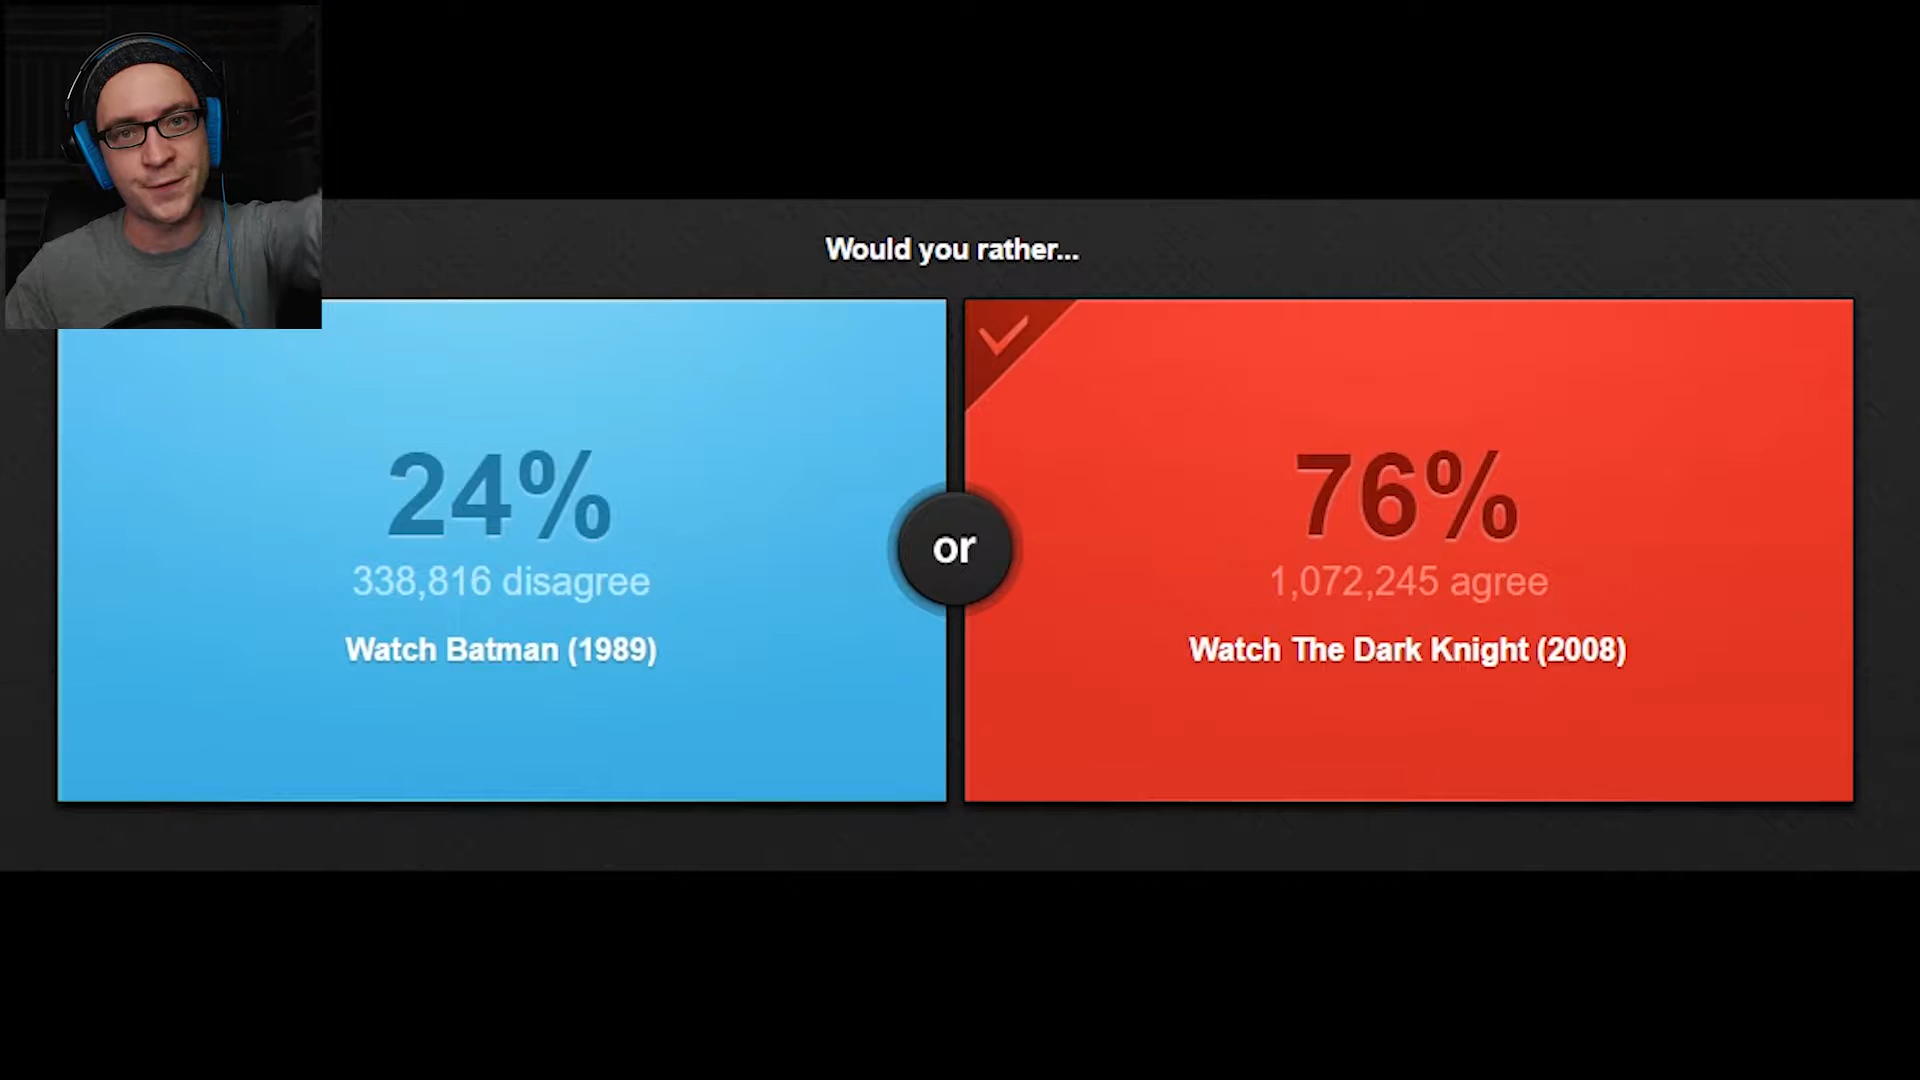 Would you rather...
24%
338,816 disagree
Watch Batman (1989)
or
76%
1,072,245 agree
Watch The Dark Knight (2008)